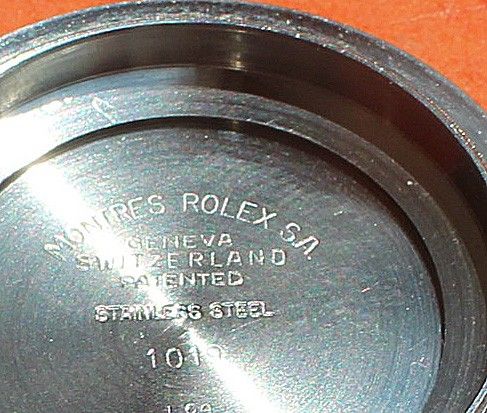 MONTRES ROLEX S.A.
GENEVA
SWITZERLAND
PATENTED
STAINLESS STEEL